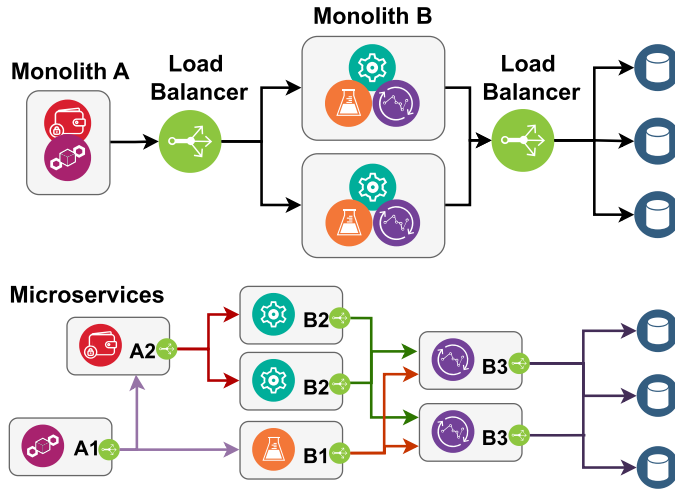 Monolith B
Monolith A
Load
Balancer
Load
Balancer
Microservices
A2
B2
B2
B3
A1
B1
B3